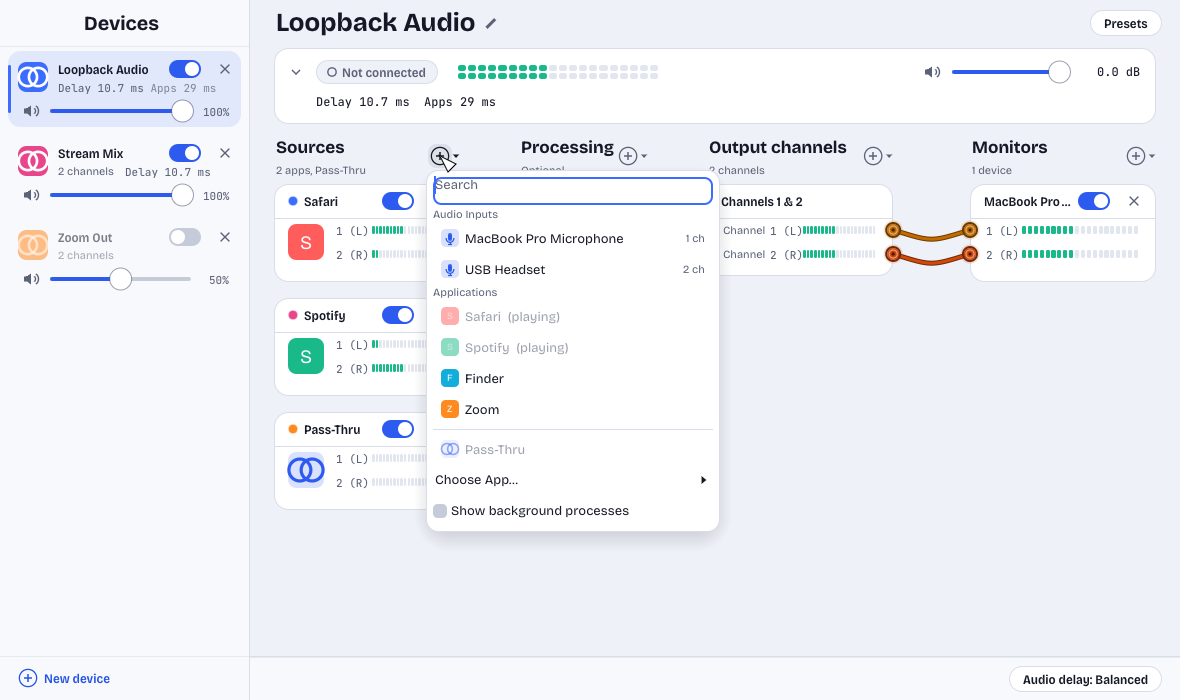 Devices
Loopback Audio
Delay 10.7 ms Apps 29 ms
100%
Stream Mix
2 channels Delay 10.7 ms
100%
Zoom Out
2 channels
50%
New device
Loopback Audio
Presets
Not connected
0.0 dB
Delay 10.7 ms Apps 29 ms
Sources
2 apps, Pass-Thru
Processing
Optional
Output channels
2 channels
Monitors
1 device
Safari
S
1 (L)
2 (R)
Spotify
S
1 (L)
2 (R)
Pass-Thru
1 (L)
2 (R)
Search
Audio Inputs
MacBook Pro Microphone 1 ch
USB Headset 2 ch
Applications
S Safari (playing)
S Spotify (playing)
F Finder
Z Zoom
Pass-Thru
Choose App...
Show background processes
Channels 1 & 2
Channel 1 (L)
Channel 2 (R)
MacBook Pro...
1 (L)
2 (R)
Audio delay: Balanced